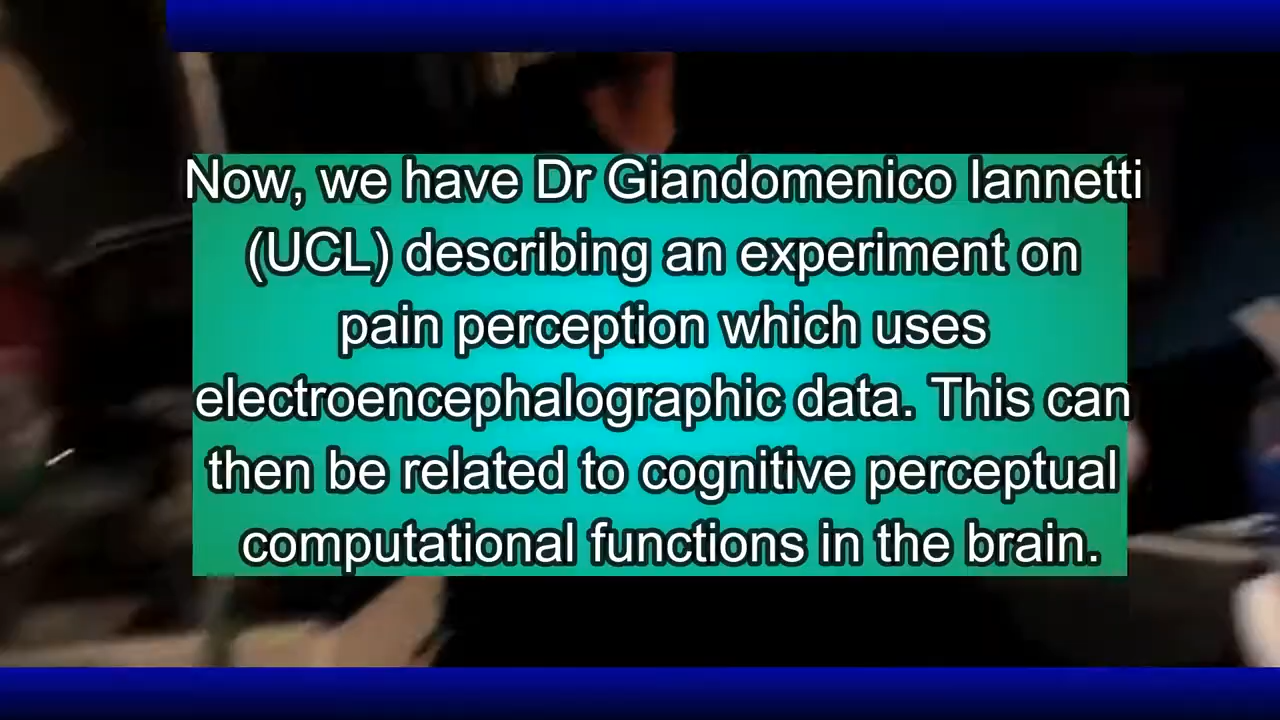 Now, we have Dr Giandomenico Iannetti
(UCL) describing an experiment on
pain perception which uses
electroencephalographic data. This can
then be related to cognitive perceptual
computational functions in the brain.